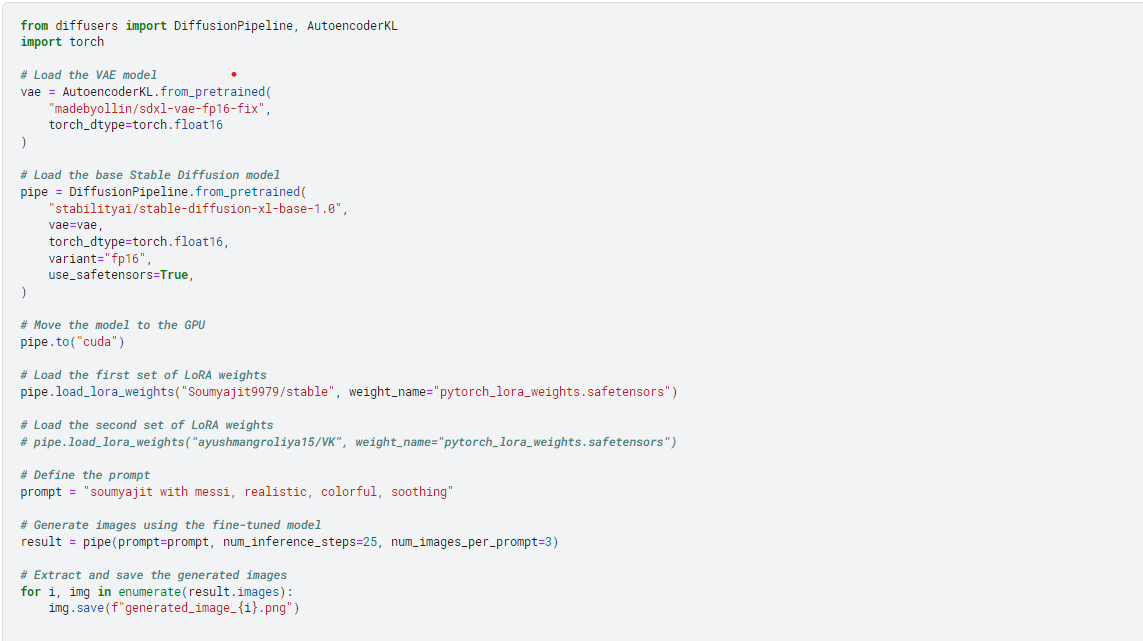 from diffusers import DiffusionPipeline, AutoencoderKL
import torch

# Load the VAE model
vae = AutoencoderKL.from_pretrained(
    "madebyollin/sdxl-vae-fp16-fix",
    torch_dtype=torch.float16
)

# Load the base Stable Diffusion model
pipe = DiffusionPipeline.from_pretrained(
    "stabilityai/stable-diffusion-xl-base-1.0",
    vae=vae,
    torch_dtype=torch.float16,
    variant="fp16",
    use_safetensors=True,
)

# Move the model to the GPU
pipe.to("cuda")

# Load the first set of LoRA weights
pipe.load_lora_weights("Soumyajit9979/stable", weight_name="pytorch_lora_weights.safetensors")

# Load the second set of LoRA weights
# pipe.load_lora_weights("ayushmangroliya15/VK", weight_name="pytorch_lora_weights.safetensors")

# Define the prompt
prompt = "soumyajit with messi, realistic, colorful, soothing"

# Generate images using the fine-tuned model
result = pipe(prompt=prompt, num_inference_steps=25, num_images_per_prompt=3)

# Extract and save the generated images
for i, img in enumerate(result.images):
    img.save(f"generated_image_{i}.png")